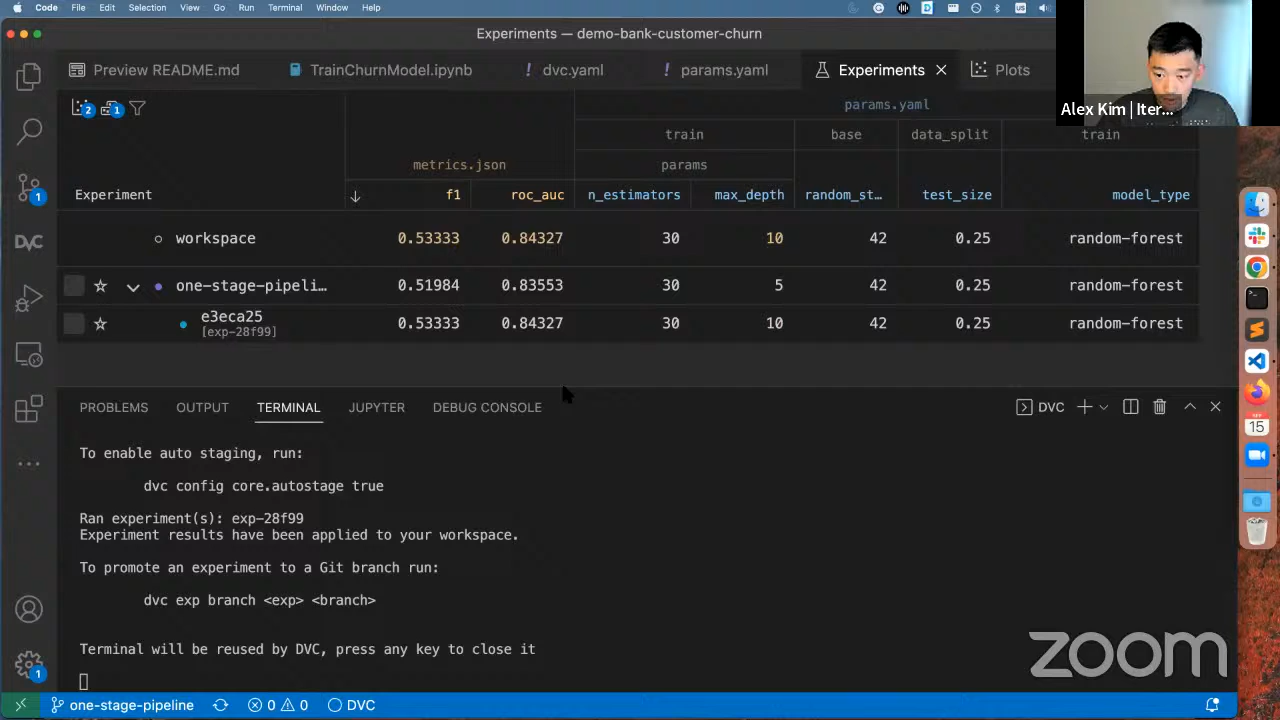 Code File Edit Selection View Go Run Terminal Window Help
Experiments — demo-bank-customer-churn
Preview README.md TrainChurnModel.ipynb dvc.yaml params.yaml Experiments Plots
Alex Kim | Iter...
2 1
params.yaml
train base data_split train
metrics.json params
Experiment f1 roc_auc n_estimators max_depth random_st… test_size model_type
workspace 0.53333 0.84327 30 10 42 0.25 random-forest
one-stage-pipeli… 0.51984 0.83553 30 5 42 0.25 random-forest
e3eca25 0.53333 0.84327 30 10 42 0.25 random-forest
[exp-28f99]
1
DVC
PROBLEMS OUTPUT TERMINAL JUPYTER DEBUG CONSOLE DVC
To enable auto staging, run:
dvc config core.autostage true
Ran experiment(s): exp-28f99
Experiment results have been applied to your workspace.
To promote an experiment to a Git branch run:
dvc exp branch <exp> <branch>
Terminal will be reused by DVC, press any key to close it
15
zoom
1
one-stage-pipeline 0 0 DVC